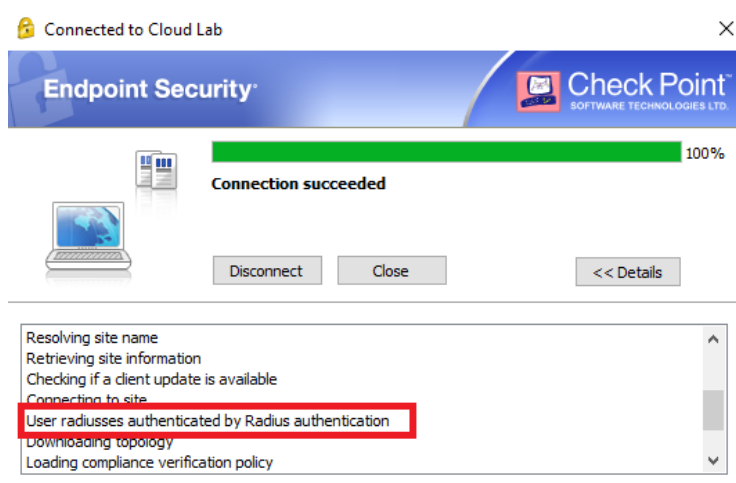 Connected to Cloud Lab
Endpoint Security
Check Point™
SOFTWARE TECHNOLOGIES LTD.
100%
Connection succeeded
Disconnect
Close
<< Details
Resolving site name
Retrieving site information
Checking if a client update is available
Connecting to site
User radiusses authenticated by Radius authentication
Downloading topology
Loading compliance verification policy